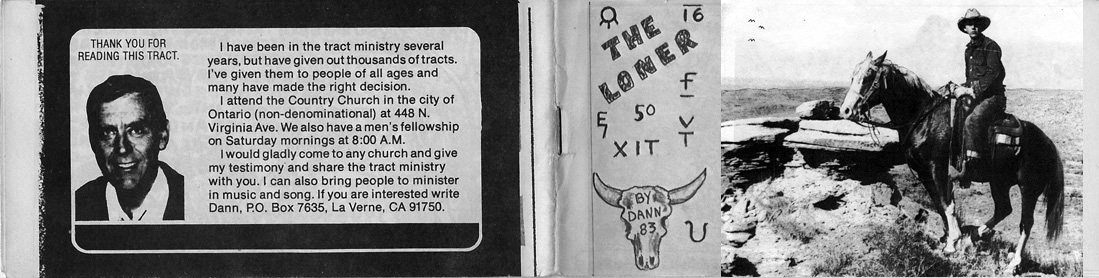 THANK YOU FOR
READING THIS TRACT.
I have been in the tract ministry several
years, but have given out thousands of tracts.
I've given them to people of all ages and
many have made the right decision.
I attend the Country Church in the city of
Ontario (non-denominational) at 448 N.
Virginia Ave. We also have a men's fellowship
on Saturday mornings at 8:00 A.M.
I would gladly come to any church and give
my testimony and share the tract ministry
with you. I can also bring people to minister
in music and song. If you are interested write
Dann, P.O. Box 7635, La Verne, CA 91750.
16
THE
LONER
F
50
E7
V
T
XIT
BY
DANN
83
U